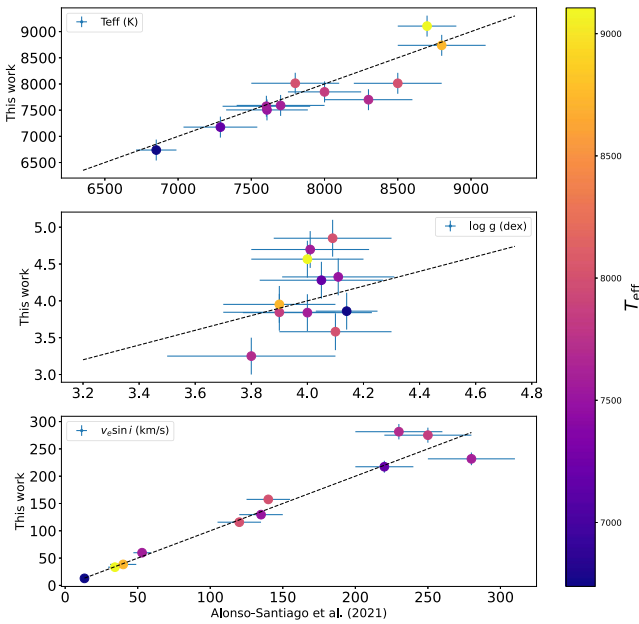 Teff (K)
This work
9000
8500
8000
7500
7000
6500
6500 7000 7500 8000 8500 9000
log g (dex)
This work
5.0
4.5
4.0
3.5
3.0
3.2 3.4 3.6 3.8 4.0 4.2 4.4 4.6 4.8
vₑsin i (km/s)
This work
300
250
200
150
100
50
0
0 50 100 150 200 250 300
Alonso-Santiago et al. (2021)
9000
8500
8000
7500
7000
T_eff